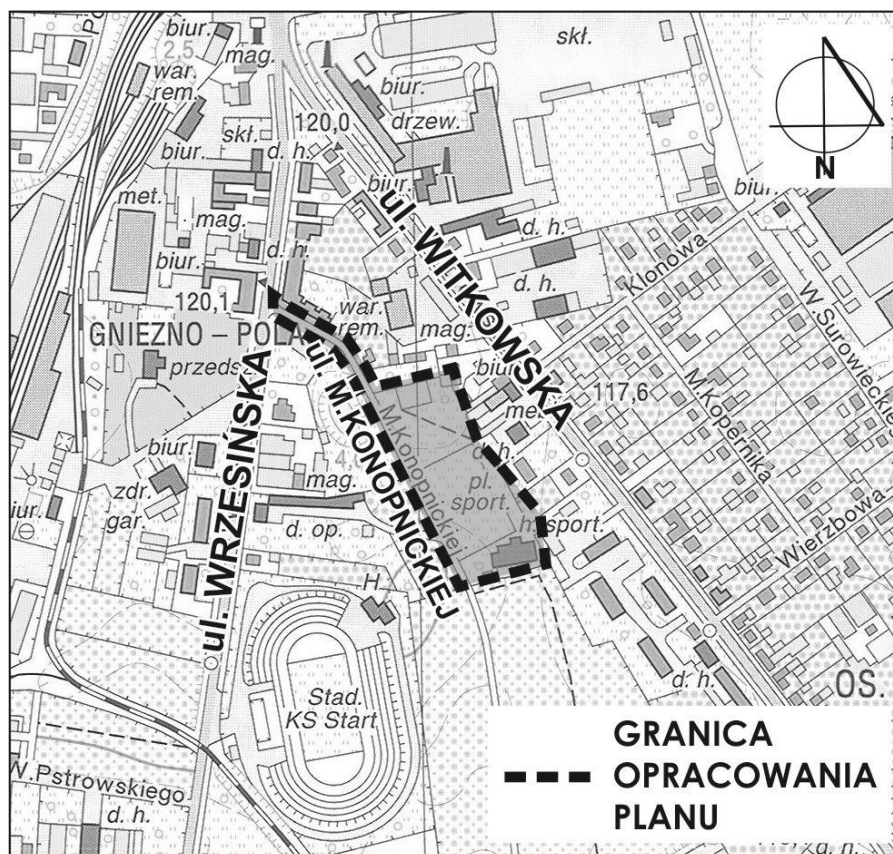 biur.
2,5
mag.
war.
rem.
skł.
biur.
drzew.
120,0
skł.
d. h.
biur.
biur.
met.
mag.
biur.
ul. WITKOWSKA
d. h.
d. h.
d. h.
biur.
Klonowa
W.Surowiecka
N
120,1
GNIEZNO – POLA
przedsz.
war.
rem.
mag.
biur.
met.
117,6
M.Kopernika
ul. WRZESIŃSKA
ul. M.KONOPNICKIEJ
M.Konopnickiej
d. h.
pl.
sport.
h. sport.
Wierzbowa
biur.
zdr.
gar.
mag.
d. op.
H
Stad.
KS Start
d. h.
OS.
W.Pstrowskiego
d. h.
GRANICA
OPRACOWANIA
PLANU
d. h.